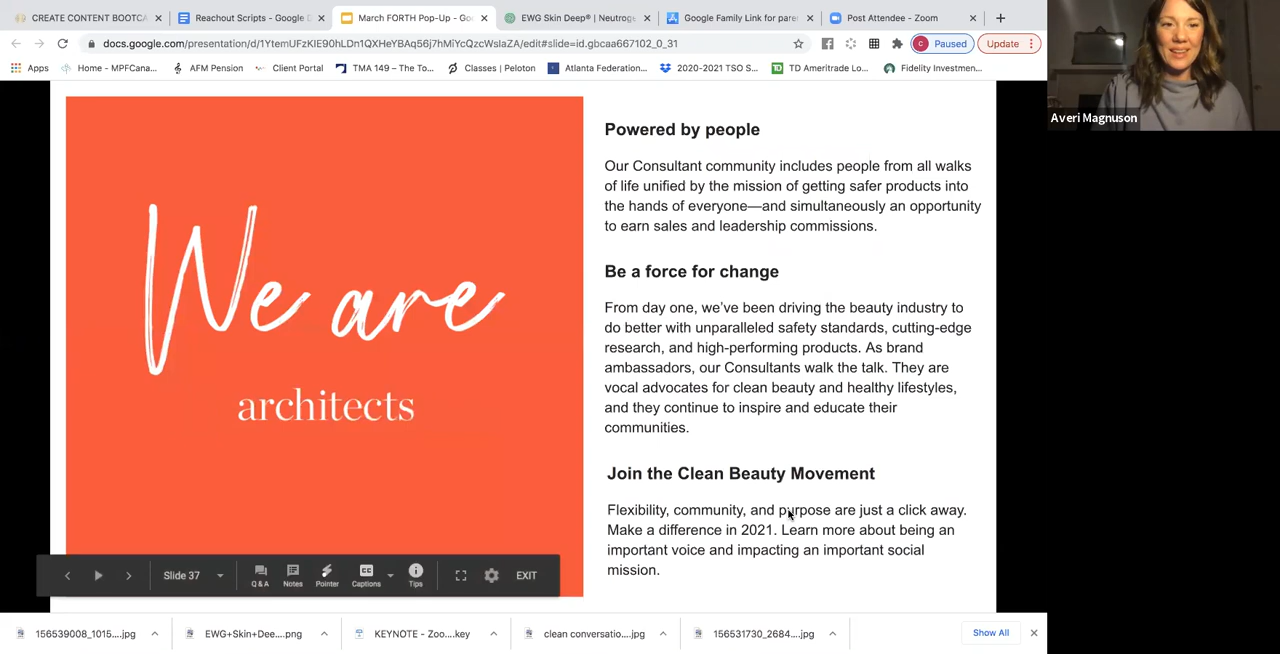 CREATE CONTENT BOOTCA
Reachout Scripts - Google D
March FORTH Pop-Up - Goo
EWG Skin Deep® | Neutroge
Google Family Link for paren
Post Attendee - Zoom
docs.google.com/presentation/d/1YtemUFzKIE90hLDn1QXHeYBAq56j7hMiYcQzcWsIaZA/edit#slide=id.gbcaa667102_0_31
Paused
Update
Apps
Home - MPFCana...
AFM Pension
Client Portal
TMA 149 – The To...
Classes | Peloton
Atlanta Federation...
2020-2021 TSO S...
TD Ameritrade Lo...
Fidelity Investmen...
Averi Magnuson
We are
architects
Powered by people
Our Consultant community includes people from all walks
of life unified by the mission of getting safer products into
the hands of everyone—and simultaneously an opportunity
to earn sales and leadership commissions.
Be a force for change
From day one, we’ve been driving the beauty industry to
do better with unparalleled safety standards, cutting-edge
research, and high-performing products. As brand
ambassadors, our Consultants walk the talk. They are
vocal advocates for clean beauty and healthy lifestyles,
and they continue to inspire and educate their
communities.
Join the Clean Beauty Movement
Flexibility, community, and purpose are just a click away.
Make a difference in 2021. Learn more about being an
important voice and impacting an important social
mission.
Slide 37
Q & A
Notes
Pointer
Captions
Tips
EXIT
156539008_1015....jpg
EWG+Skin+Dee....png
KEYNOTE - Zoo....key
clean conversatio....jpg
156531730_2684....jpg
Show All